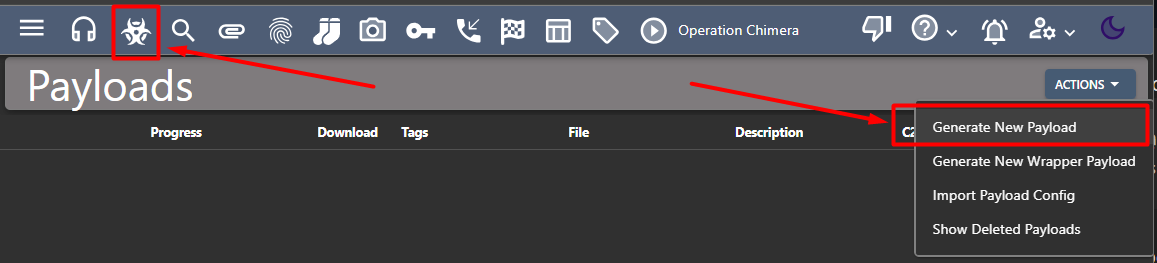 Operation Chimera
Payloads
ACTIONS
Progress Download Tags File Description C2
Generate New Payload
Generate New Wrapper Payload
Import Payload Config
Show Deleted Payloads